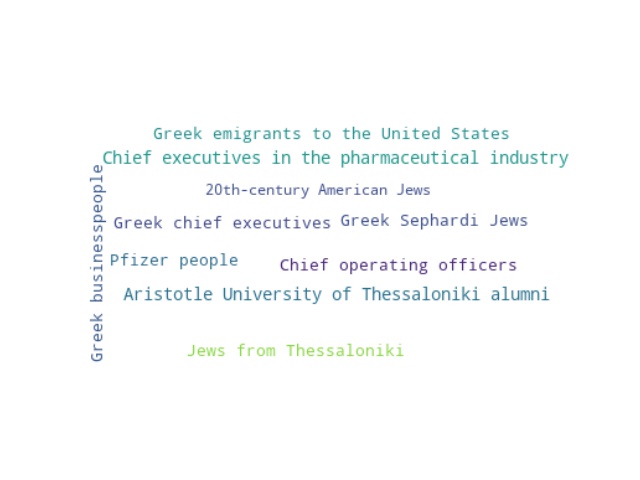 Greek emigrants to the United States
Chief executives in the pharmaceutical industry
20th-century American Jews
Greek chief executives
Greek Sephardi Jews
Pfizer people
Chief operating officers
Aristotle University of Thessaloniki alumni
Jews from Thessaloniki
Greek businesspeople